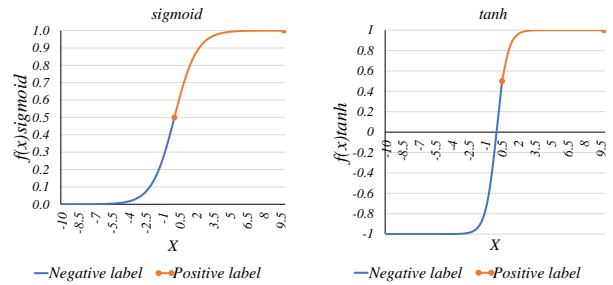 sigmoid
f(x)sigmoid
1.0
0.9
0.8
0.7
0.6
0.5
0.4
0.3
0.2
0.1
0.0
-10 -8.5 -7 -5.5 -4 -2.5 -1 0.5 2 3.5 5 6.5 8 9.5
X
Negative label Positive label
tanh
f(x)tanh
1
0.8
0.6
0.4
0.2
0
-0.2
-0.4
-0.6
-0.8
-1
-10 -8.5 -7 -5.5 -4 -2.5 -1 0.5 2 3.5 5 6.5 8 9.5
X
Negative label Positive label